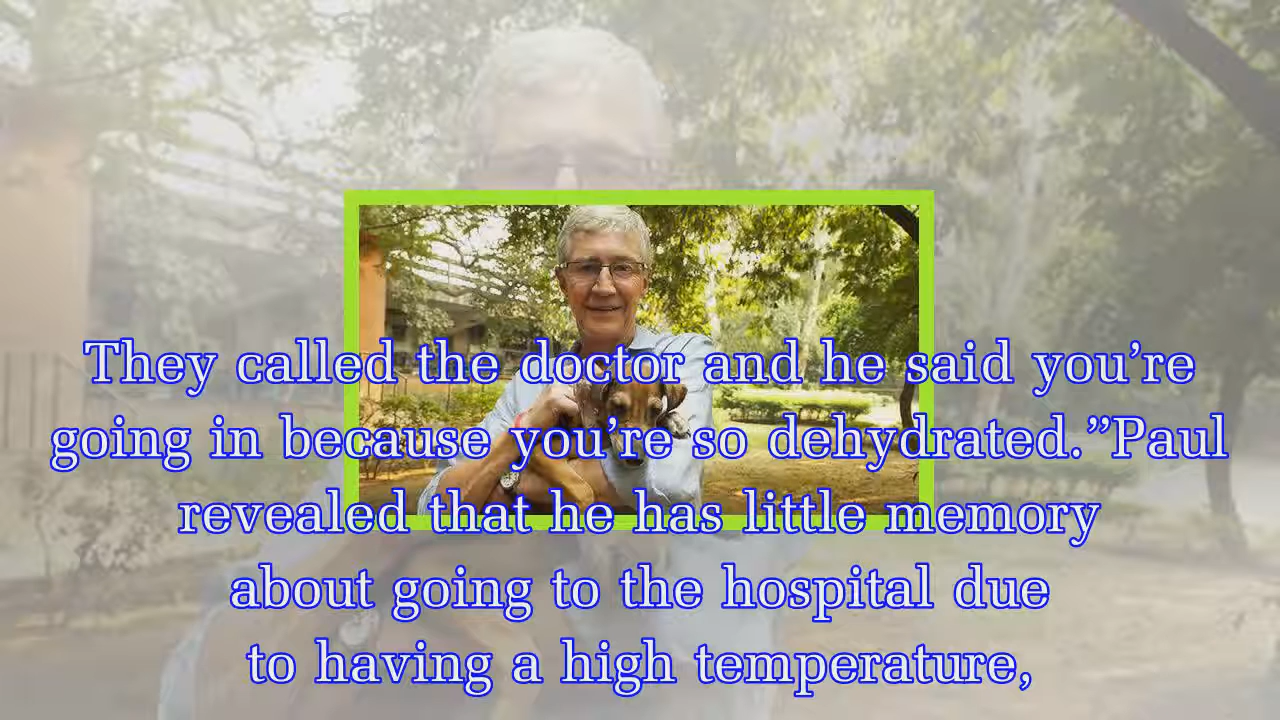 They called the doctor and he said you’re
going in because you’re so dehydrated.”Paul
revealed that he has little memory
about going to the hospital due
to having a high temperature,